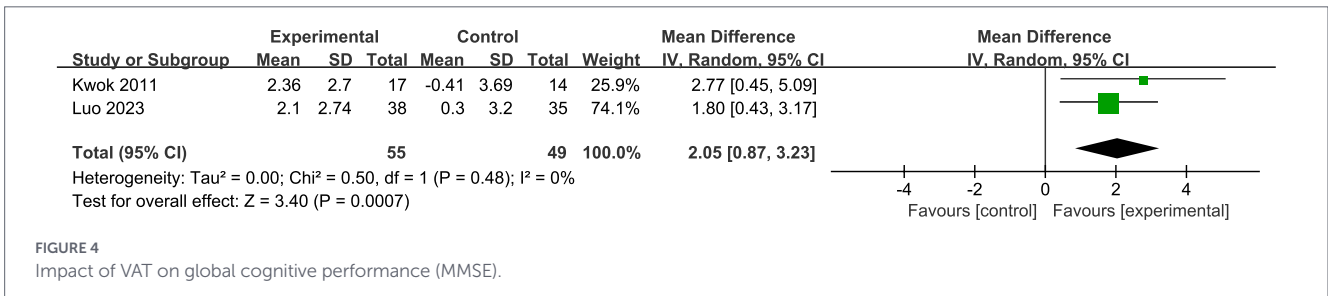 Experimental Control Mean Difference Mean Difference
Study or Subgroup Mean SD Total Mean SD Total Weight IV, Random, 95% CI IV, Random, 95% CI
Kwok 2011 2.36 2.7 17 -0.41 3.69 14 25.9% 2.77 [0.45, 5.09]
Luo 2023 2.1 2.74 38 0.3 3.2 35 74.1% 1.80 [0.43, 3.17]
Total (95% CI) 55 49 100.0% 2.05 [0.87, 3.23]
Heterogeneity: Tau² = 0.00; Chi² = 0.50, df = 1 (P = 0.48); I² = 0%
Test for overall effect: Z = 3.40 (P = 0.0007)
-4 -2 0 2 4
Favours [control] Favours [experimental]
FIGURE 4
Impact of VAT on global cognitive performance (MMSE).